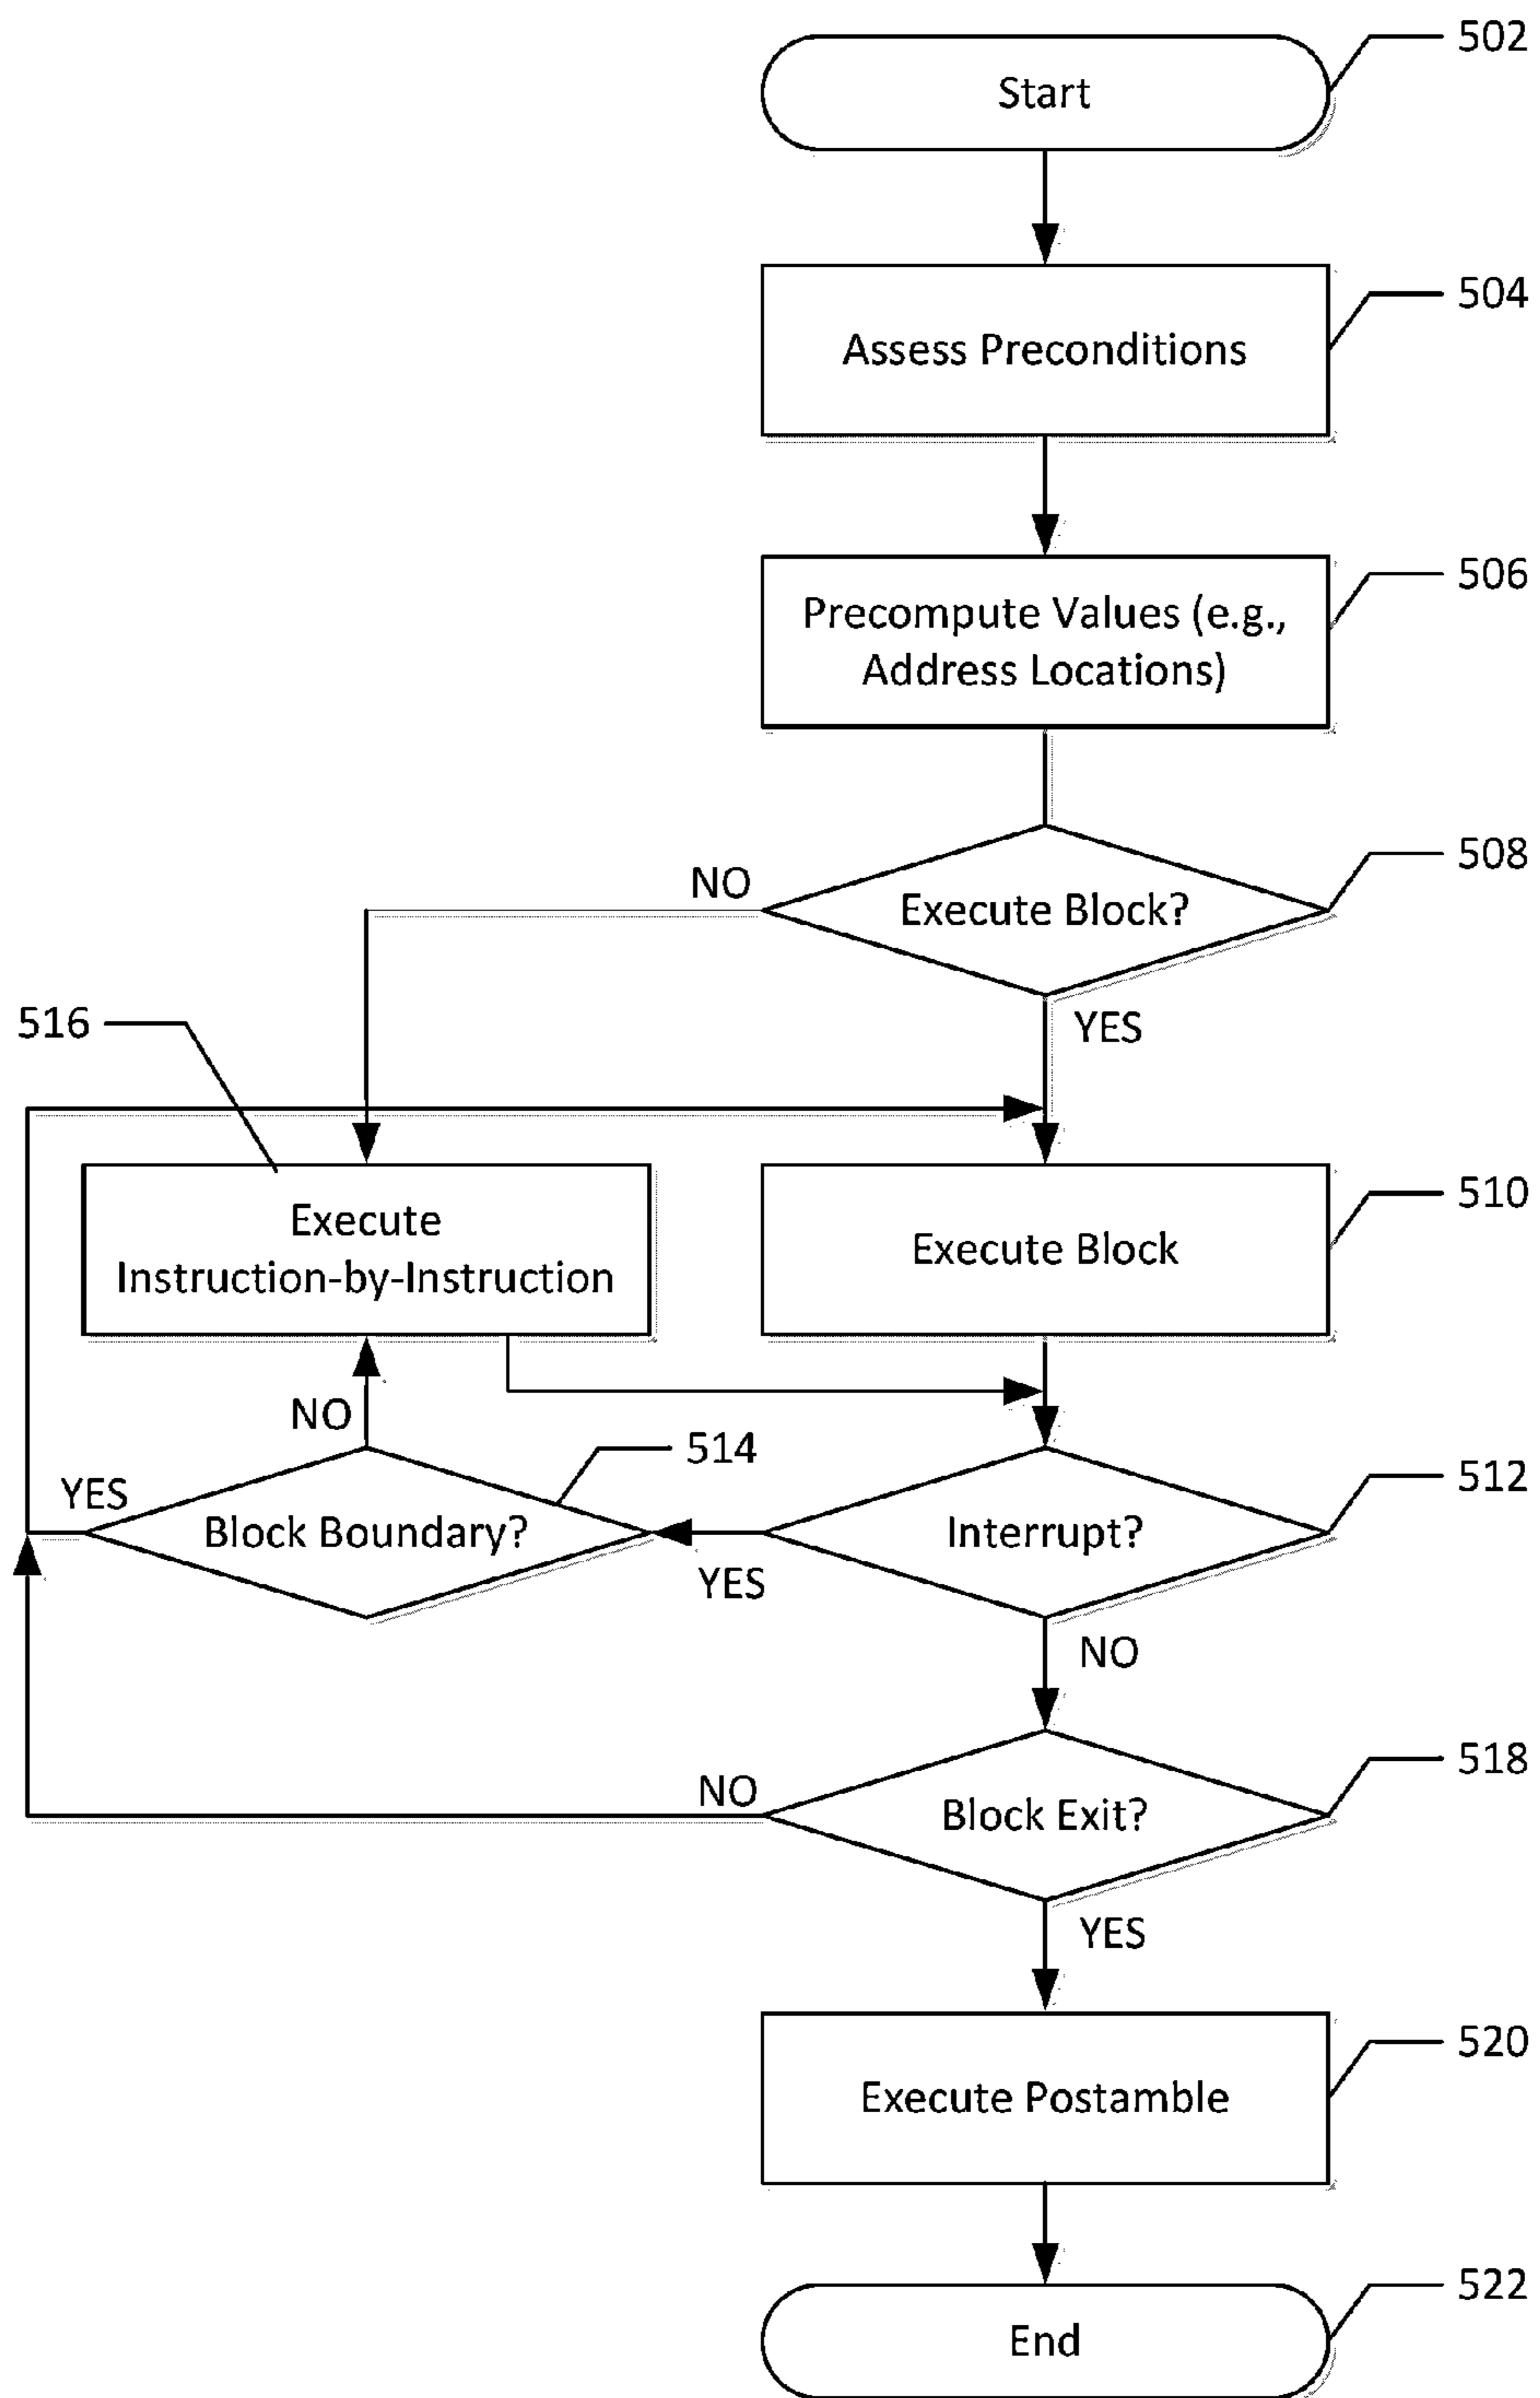 502
Start
504
Assess Preconditions
506
Precompute Values (e.g.,
Address Locations)
508
NO
Execute Block?
YES
516
510
Execute
Instruction-by-Instruction
Execute Block
NO
514
512
YES
Block Boundary?
YES
Interrupt?
NO
518
NO
Block Exit?
YES
520
Execute Postamble
522
End